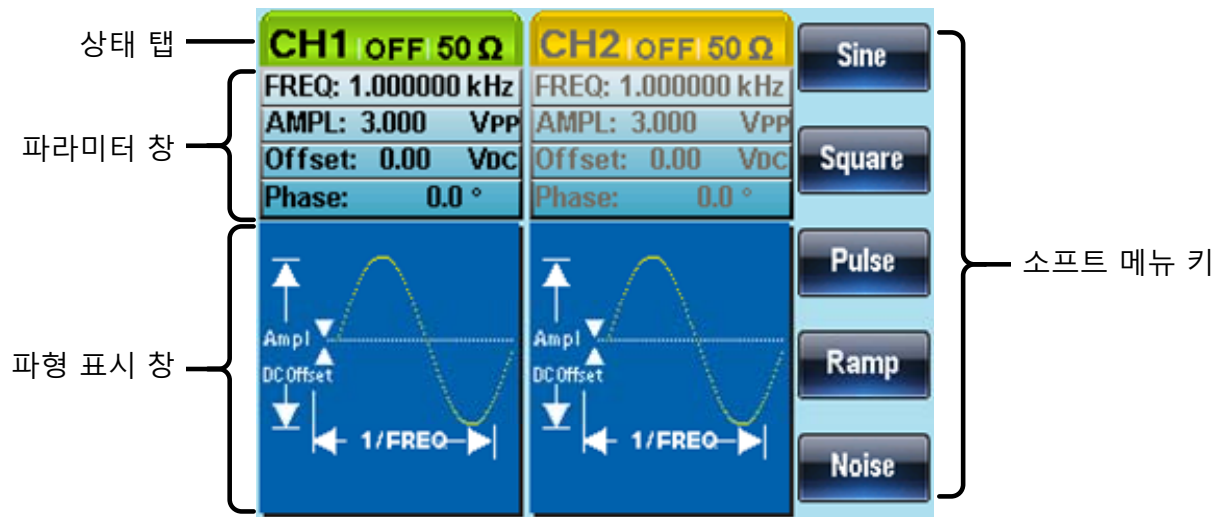 상태 탭
CH1 OFF 50 Ω
CH2 OFF 50 Ω
Sine
파라미터 창
FREQ: 1.000000 kHz
AMPL: 3.000 VPP
Offset: 0.00 VDC
Phase: 0.0 °
FREQ: 1.000000 kHz
AMPL: 3.000 VPP
Offset: 0.00 VDC
Phase: 0.0 °
Square
Pulse
소프트 메뉴 키
파형 표시 창
Ampl
DC Offset
1/FREQ
Ampl
DC Offset
1/FREQ
Ramp
Noise